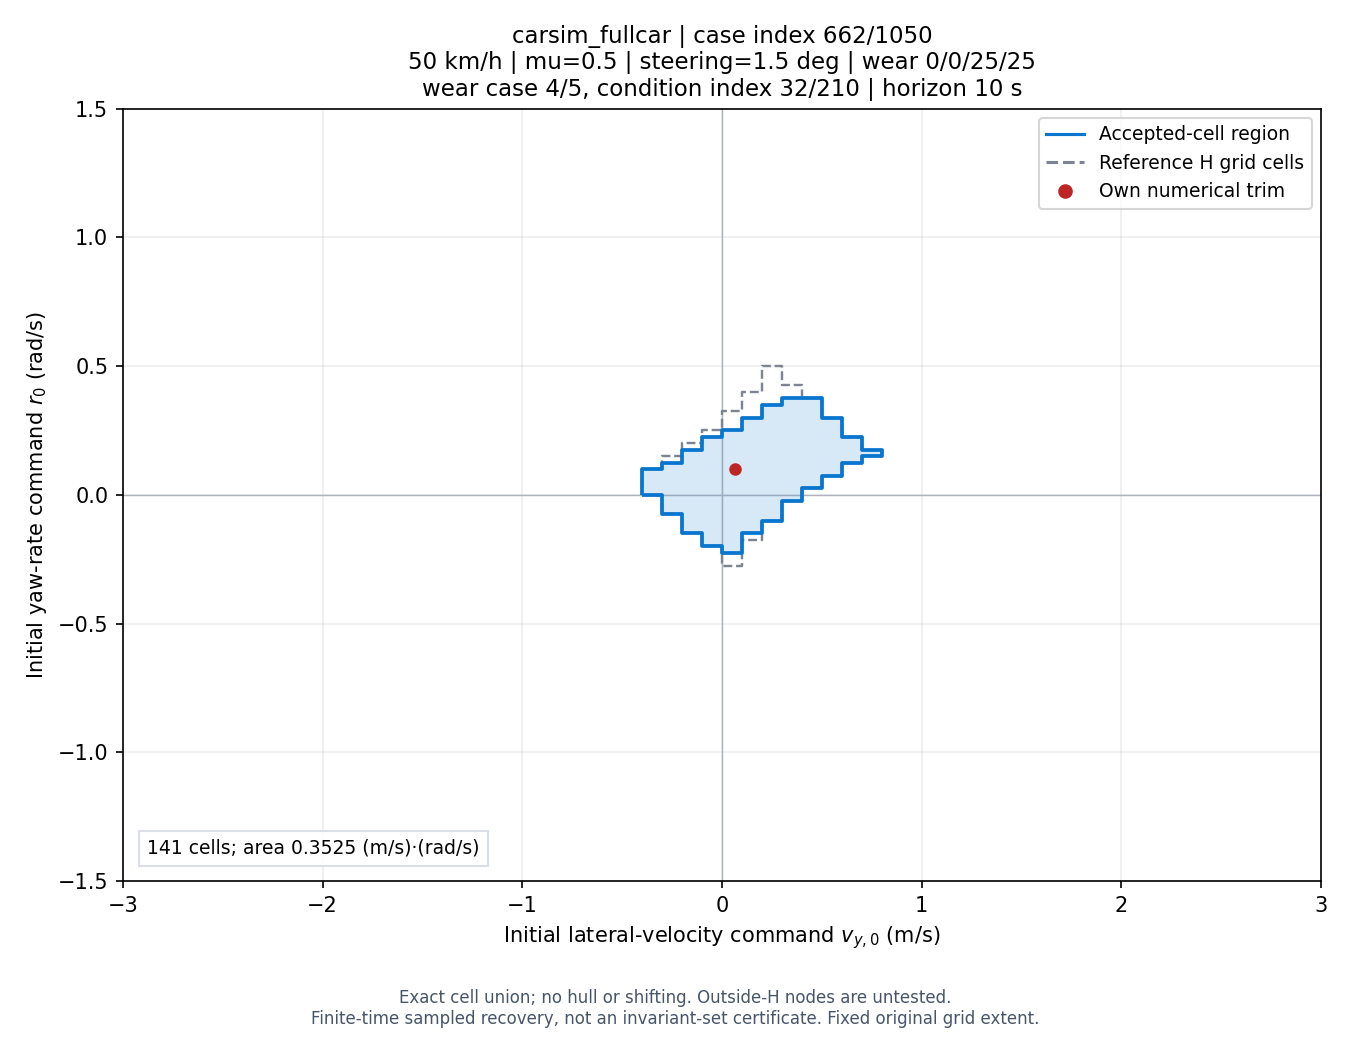 carsim_fullcar | case index 662/1050
50 km/h | mu=0.5 | steering=1.5 deg | wear 0/0/25/25
wear case 4/5, condition index 32/210 | horizon 10 s
Accepted-cell region
Reference H grid cells
Own numerical trim
1.5
1.0
0.5
0.0
−0.5
−1.0
−1.5
Initial yaw-rate command r0 (rad/s)
141 cells; area 0.3525 (m/s)·(rad/s)
−3
−2
−1
0
1
2
3
Initial lateral-velocity command vy,0 (m/s)
Exact cell union; no hull or shifting. Outside-H nodes are untested.
Finite-time sampled recovery, not an invariant-set certificate. Fixed original grid extent.